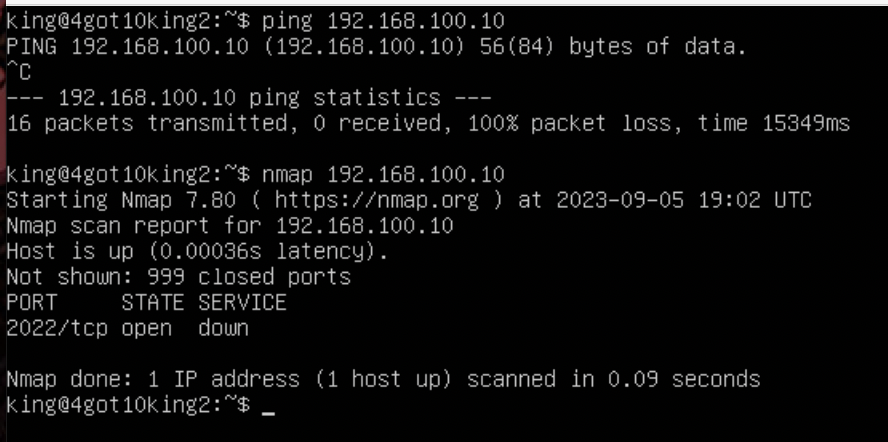 king@4got10king2:~$ ping 192.168.100.10
PING 192.168.100.10 (192.168.100.10) 56(84) bytes of data.
^C
--- 192.168.100.10 ping statistics ---
16 packets transmitted, 0 received, 100% packet loss, time 15349ms
king@4got10king2:~$ nmap 192.168.100.10
Starting Nmap 7.80 ( https://nmap.org ) at 2023-09-05 19:02 UTC
Nmap scan report for 192.168.100.10
Host is up (0.00036s latency).
Not shown: 999 closed ports
PORT     STATE SERVICE
2022/tcp open  down
Nmap done: 1 IP address (1 host up) scanned in 0.09 seconds
king@4got10king2:~$ _